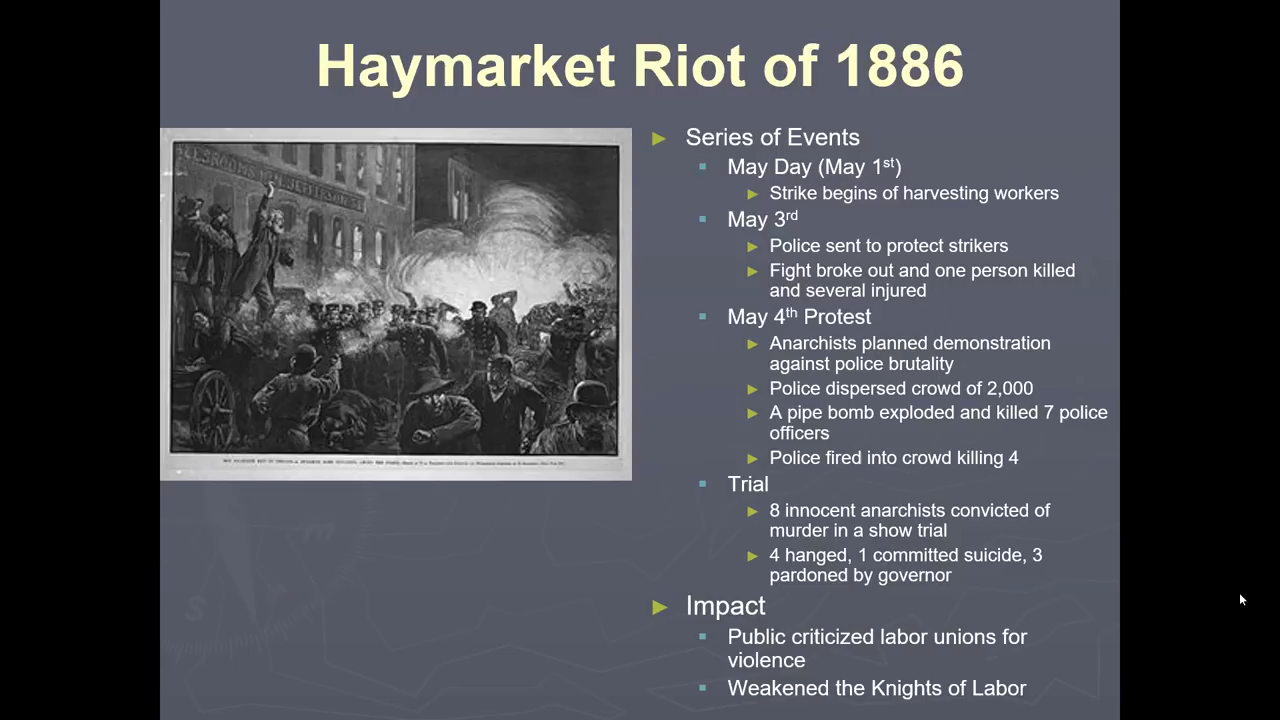 Haymarket Riot of 1886
Series of Events
May Day (May 1st)
Strike begins of harvesting workers
May 3rd
Police sent to protect strikers
Fight broke out and one person killed
and several injured
May 4th Protest
Anarchists planned demonstration
against police brutality
Police dispersed crowd of 2,000
A pipe bomb exploded and killed 7 police
officers
Police fired into crowd killing 4
Trial
8 innocent anarchists convicted of
murder in a show trial
4 hanged, 1 committed suicide, 3
pardoned by governor
Impact
Public criticized labor unions for
violence
Weakened the Knights of Labor